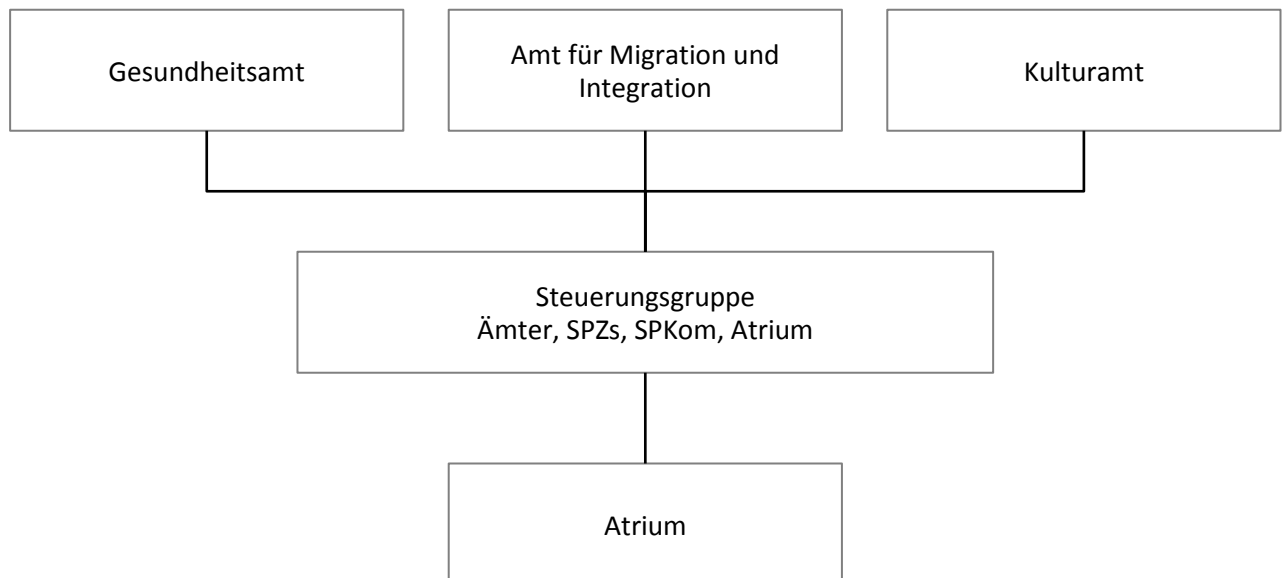 Gesundheitsamt
Amt für Migration und
Integration
Kulturamt
Steuerungsgruppe
Ämter, SPZs, SPKom, Atrium
Atrium